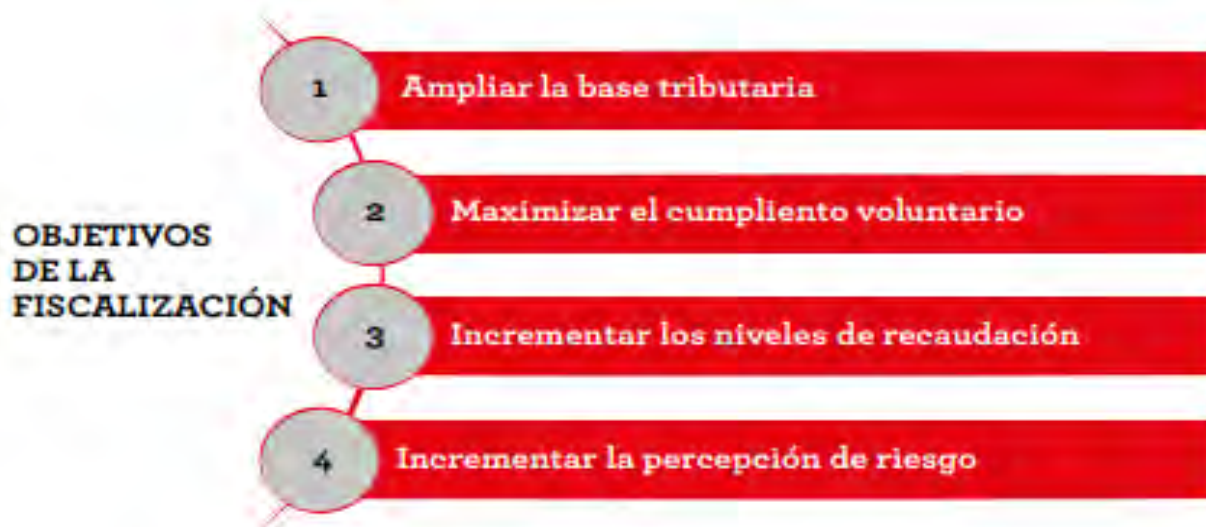 OBJETIVOS
DE LA
FISCALIZACIÓN
1
Ampliar la base tributaria
2
Maximizar el cumpliento voluntario
3
Incrementar los niveles de recaudación
4
Incrementar la percepción de riesgo